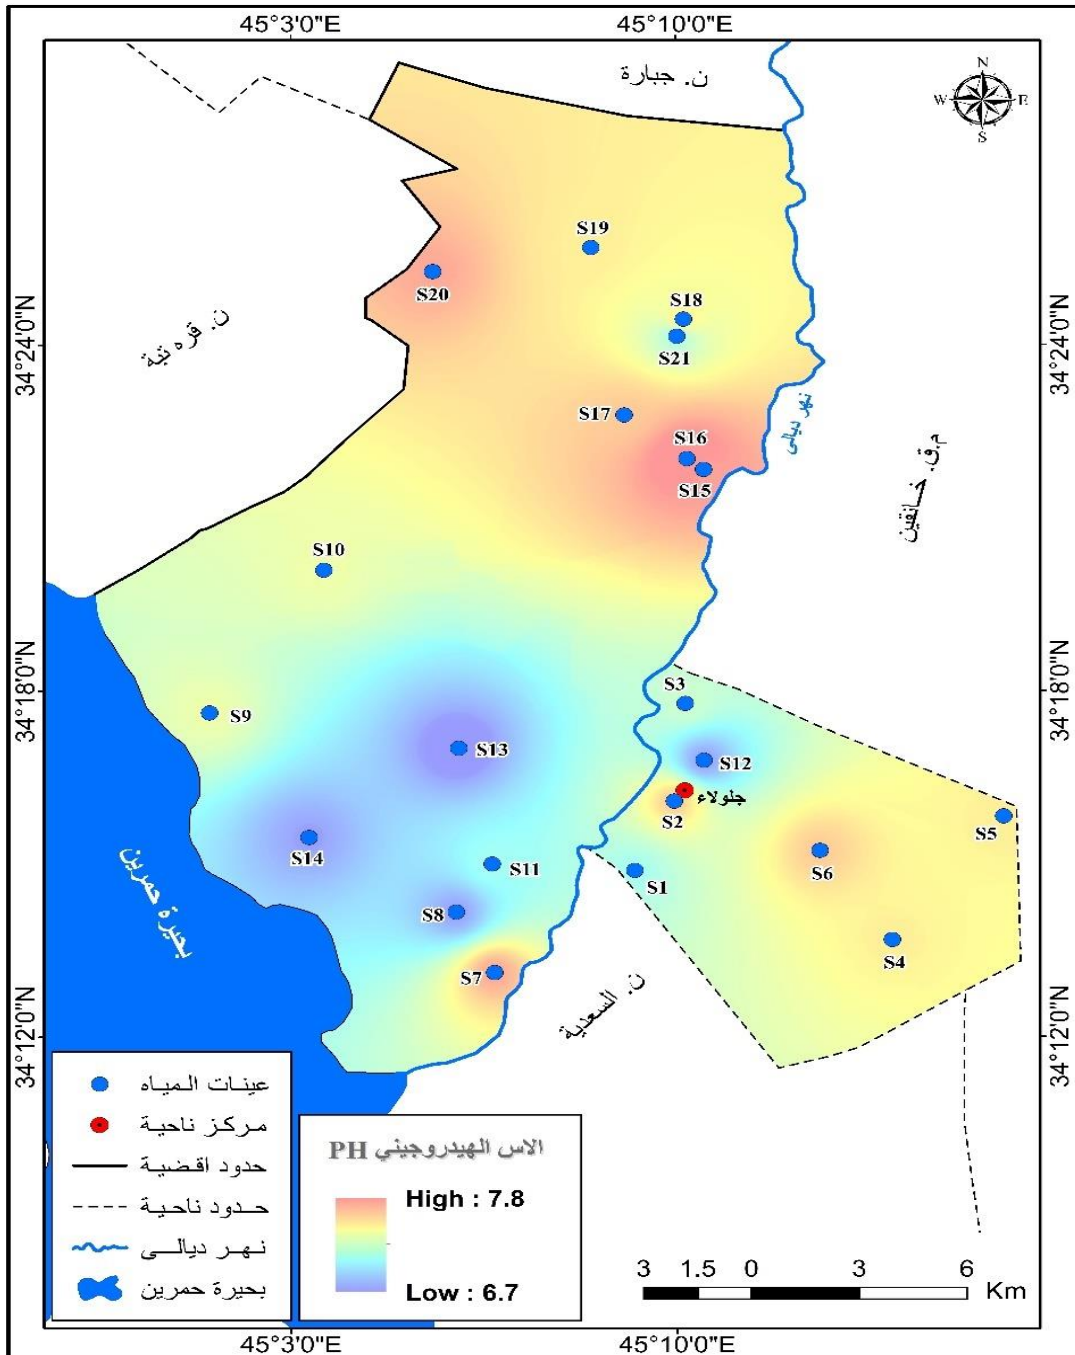 45°3'0"E
45°10'0"E
ن. جبارة
N
W
E
S
S19
S20
S18
34°24'0"N
34°24'0"N
ن. قره تبة
S21
نهر ديالى
S17
S16
S15
م.ق. خانقين
S10
S3
34°18'0"N
34°18'0"N
S9
S13
S12
جلولاء
S2
S5
S14
S11
S1
S6
بحيرة حمرين
S8
S4
S7
ن. السعدية
34°12'0"N
34°12'0"N
عينات المياه
مركز ناحية
حدود اقضية
حدود ناحية
نهر ديالى
بحيرة حمرين
الاس الهيدروجيني PH
High : 7.8
Low : 6.7
3 1.5 0 3 6
Km
45°3'0"E
45°10'0"E